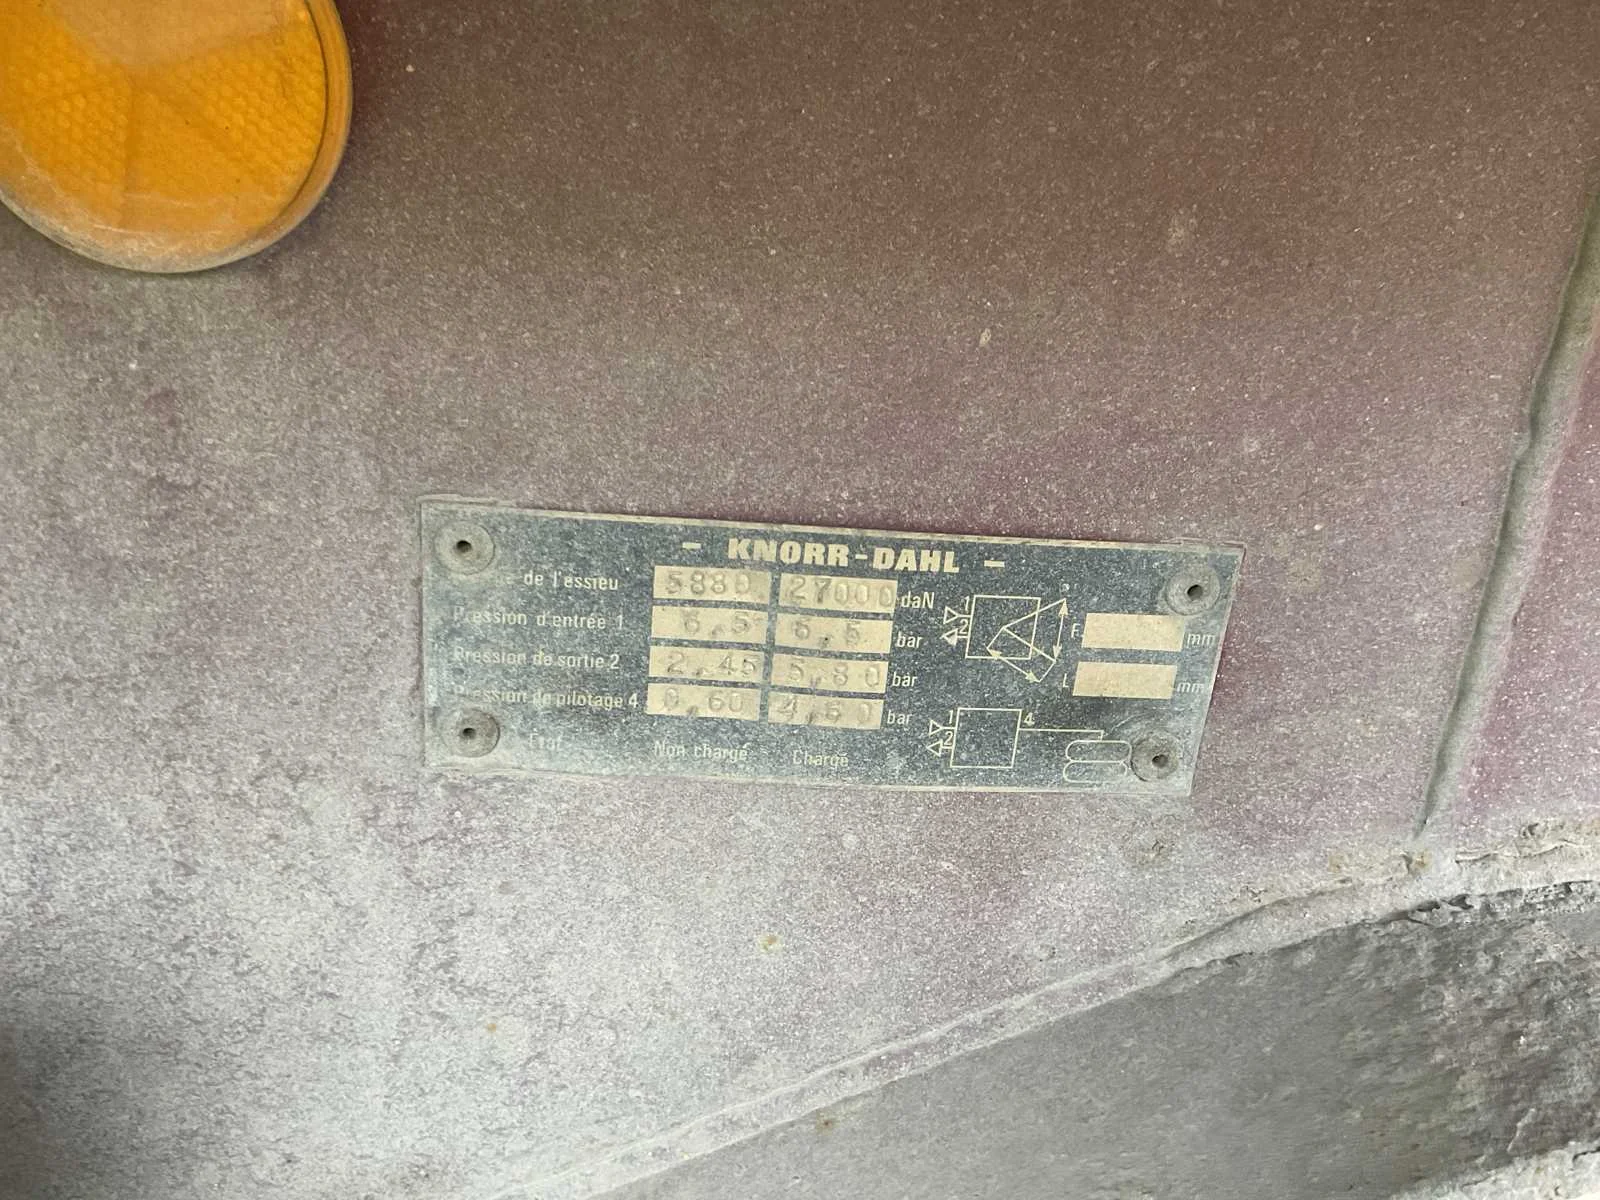 - KNORR-DAHL -
de l'essieu 5880 27000 daN
Pression d'entrée 1 6,5 6,5 bar
Pression de sortie 2 2,45 5,80 bar
Pression de pilotage 4 0,60 4,60 bar
État Non chargé Chargé
1
2
F mm
L mm
1 4
2